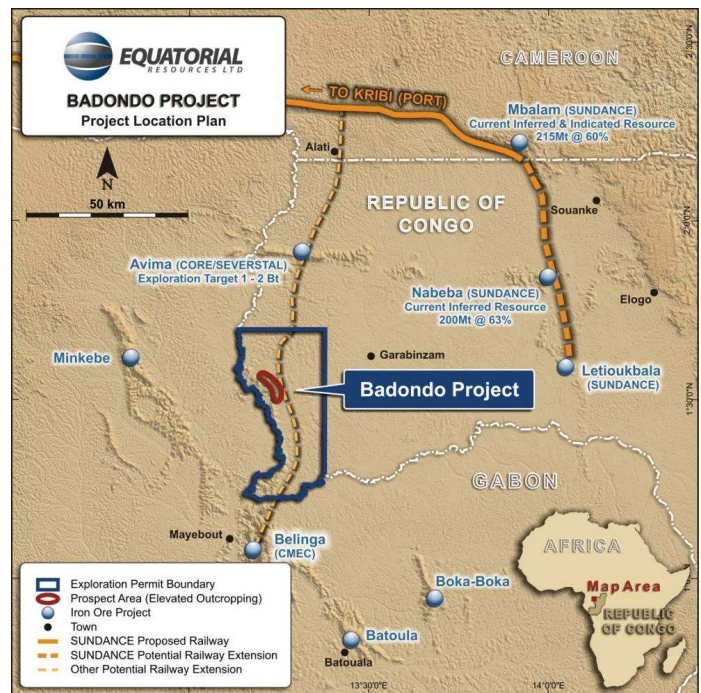 EQUATORIAL
RESOURCES LTD
BADONDO PROJECT
Project Location Plan
N
50 km
TO KRIBI (PORT)
CAMEROON
2°30'N
Mbalam (SUNDANCE)
Current Inferred & Indicated Resource
215Mt @ 60%
Alati
REPUBLIC OF
CONGO
Souanke
Avima (CORE/SEVERSTAL)
Exploration Target 1 - 2 Bt
Nabeba (SUNDANCE)
Current Inferred Resource
200Mt @ 63%
Elogo
Minkebe
Garabinzam
Letioukbala
(SUNDANCE)
Badondo Project
1°30'N
GABON
Mayebout
Belinga
(CMEC)
Boka-Boka
Batoula
Batouala
Exploration Permit Boundary
Prospect Area (Elevated Outcropping)
Iron Ore Project
Town
SUNDANCE Proposed Railway
SUNDANCE Potential Railway Extension
Other Potential Railway Extension
AFRICA
Map Area
REPUBLIC
OF CONGO
13°30'0"E
14°0'0"E